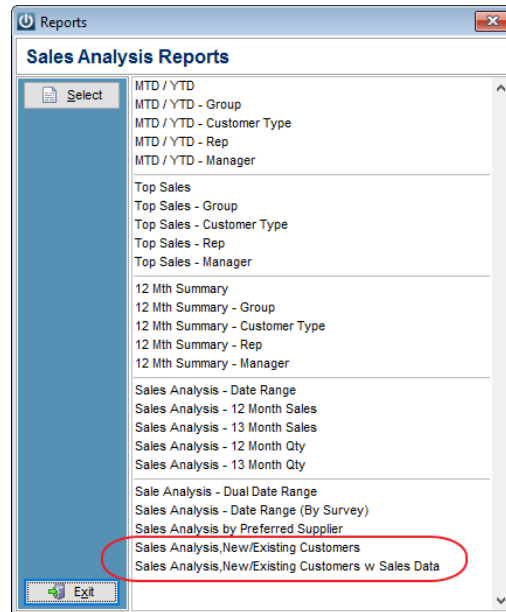 Reports
Sales Analysis Reports
Select
MTD / YTD
MTD / YTD - Group
MTD / YTD - Customer Type
MTD / YTD - Rep
MTD / YTD - Manager
Top Sales
Top Sales - Group
Top Sales - Customer Type
Top Sales - Rep
Top Sales - Manager
12 Mth Summary
12 Mth Summary - Group
12 Mth Summary - Customer Type
12 Mth Summary - Rep
12 Mth Summary - Manager
Sales Analysis - Date Range
Sales Analysis - 12 Month Sales
Sales Analysis - 13 Month Sales
Sales Analysis - 12 Month Qty
Sales Analysis - 13 Month Qty
Sale Analysis - Dual Date Range
Sales Analysis - Date Range (By Survey)
Sales Analysis by Preferred Supplier
Sales Analysis,New/Existing Customers
Sales Analysis,New/Existing Customers w Sales Data
Exit